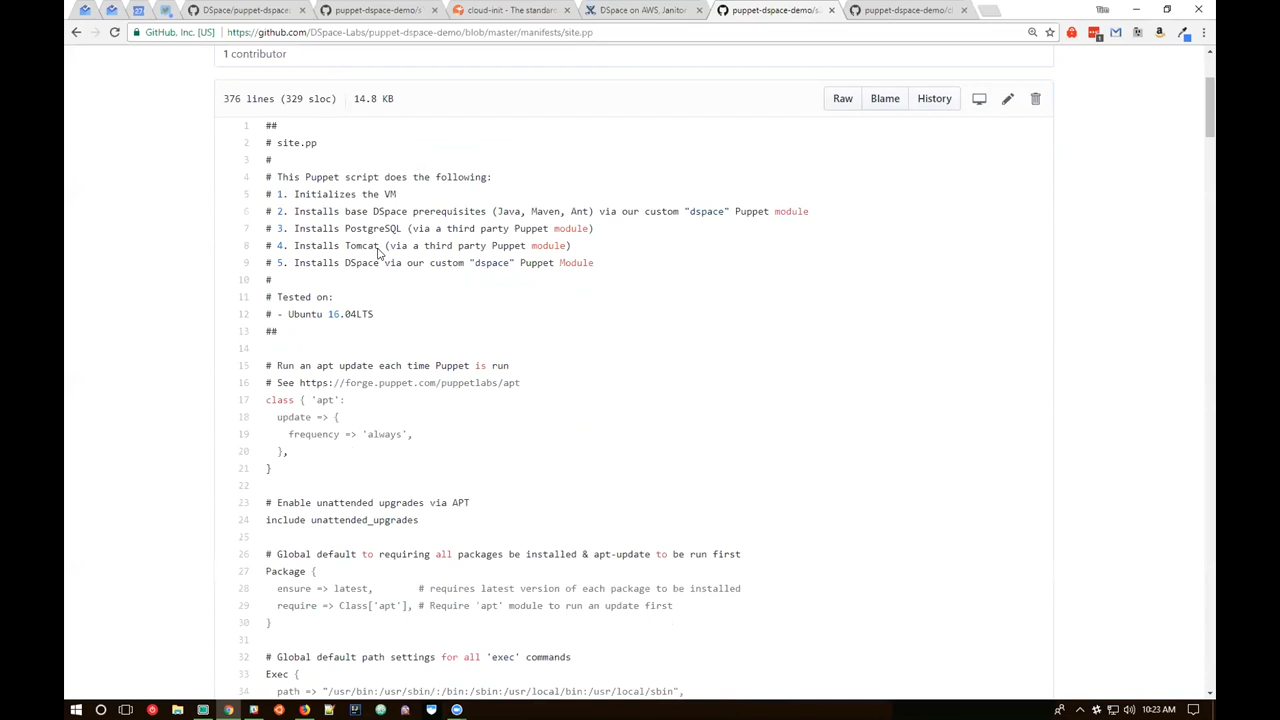 DSpace/puppet-dspace
puppet-dspace-demo/s
cloud-init - The standar
DSpace on AWS, Janitor
puppet-dspace-demo/s
puppet-dspace-demo/cl
Tim
GitHub, Inc. [US]
https://github.com/DSpace-Labs/puppet-dspace-demo/blob/master/manifests/site.pp
1 contributor
376 lines (329 sloc)
14.8 KB
Raw
Blame
History
1 ##
2 # site.pp
3 #
4 # This Puppet script does the following:
5 # 1. Initializes the VM
6 # 2. Installs base DSpace prerequisites (Java, Maven, Ant) via our custom "dspace" Puppet module
7 # 3. Installs PostgreSQL (via a third party Puppet module)
8 # 4. Installs Tomcat (via a third party Puppet module)
9 # 5. Installs DSpace via our custom "dspace" Puppet Module
10 #
11 # Tested on:
12 # - Ubuntu 16.04LTS
13 ##
14
15 # Run an apt update each time Puppet is run
16 # See https://forge.puppet.com/puppetlabs/apt
17 class { 'apt':
18 update => {
19 frequency => 'always',
20 },
21 }
22
23 # Enable unattended upgrades via APT
24 include unattended_upgrades
25
26 # Global default to requiring all packages be installed & apt-update to be run first
27 Package {
28 ensure => latest, # requires latest version of each package to be installed
29 require => Class['apt'], # Require 'apt' module to run an update first
30 }
31
32 # Global default path settings for all 'exec' commands
33 Exec {
34 path => "/usr/bin:/usr/sbin/:/bin:/sbin:/usr/local/bin:/usr/local/sbin",
10:23 AM